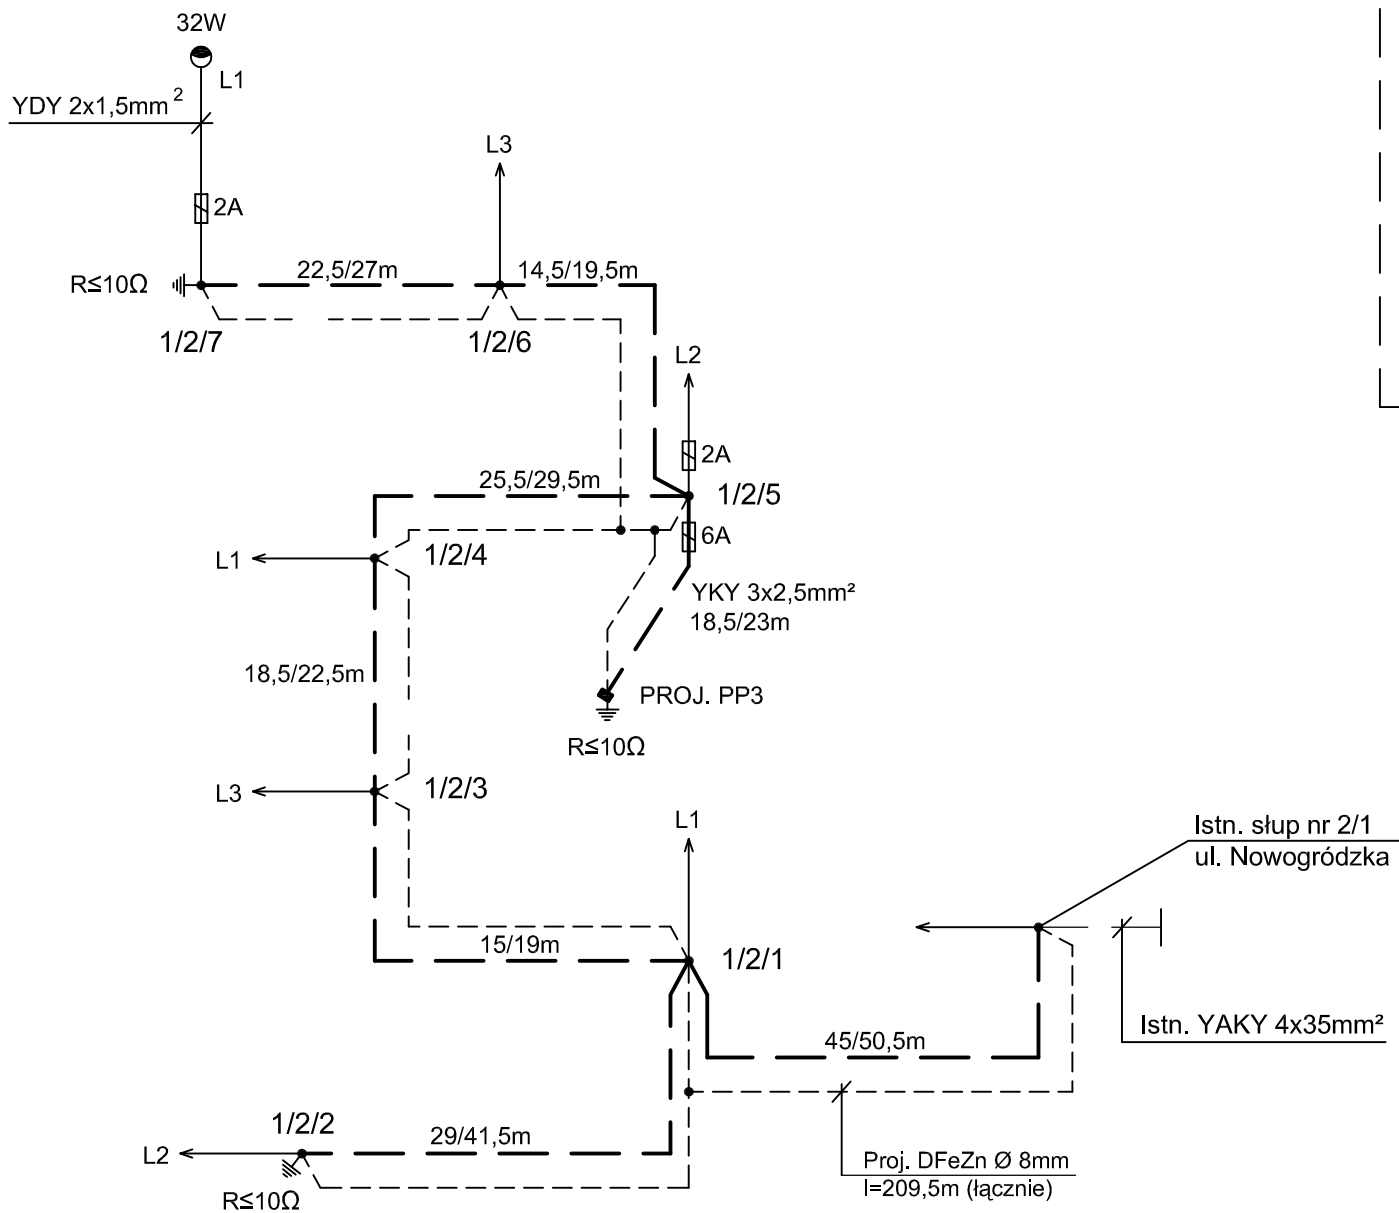 32W
L1
YDY 2x1,5mm²
L3
2A
22,5/27m
14,5/19,5m
R≤10Ω
1/2/7
1/2/6
L2
2A
25,5/29,5m
1/2/5
6A
L1
1/2/4
YKY 3x2,5mm²
18,5/23m
18,5/22,5m
PROJ. PP3
R≤10Ω
L3
1/2/3
L1
Istn. słup nr 2/1
ul. Nowogródzka
15/19m
1/2/1
Istn. YAKY 4x35mm²
45/50,5m
1/2/2
29/41,5m
L2
Proj. DFeZn Ø 8mm
l=209,5m (łącznie)
R≤10Ω